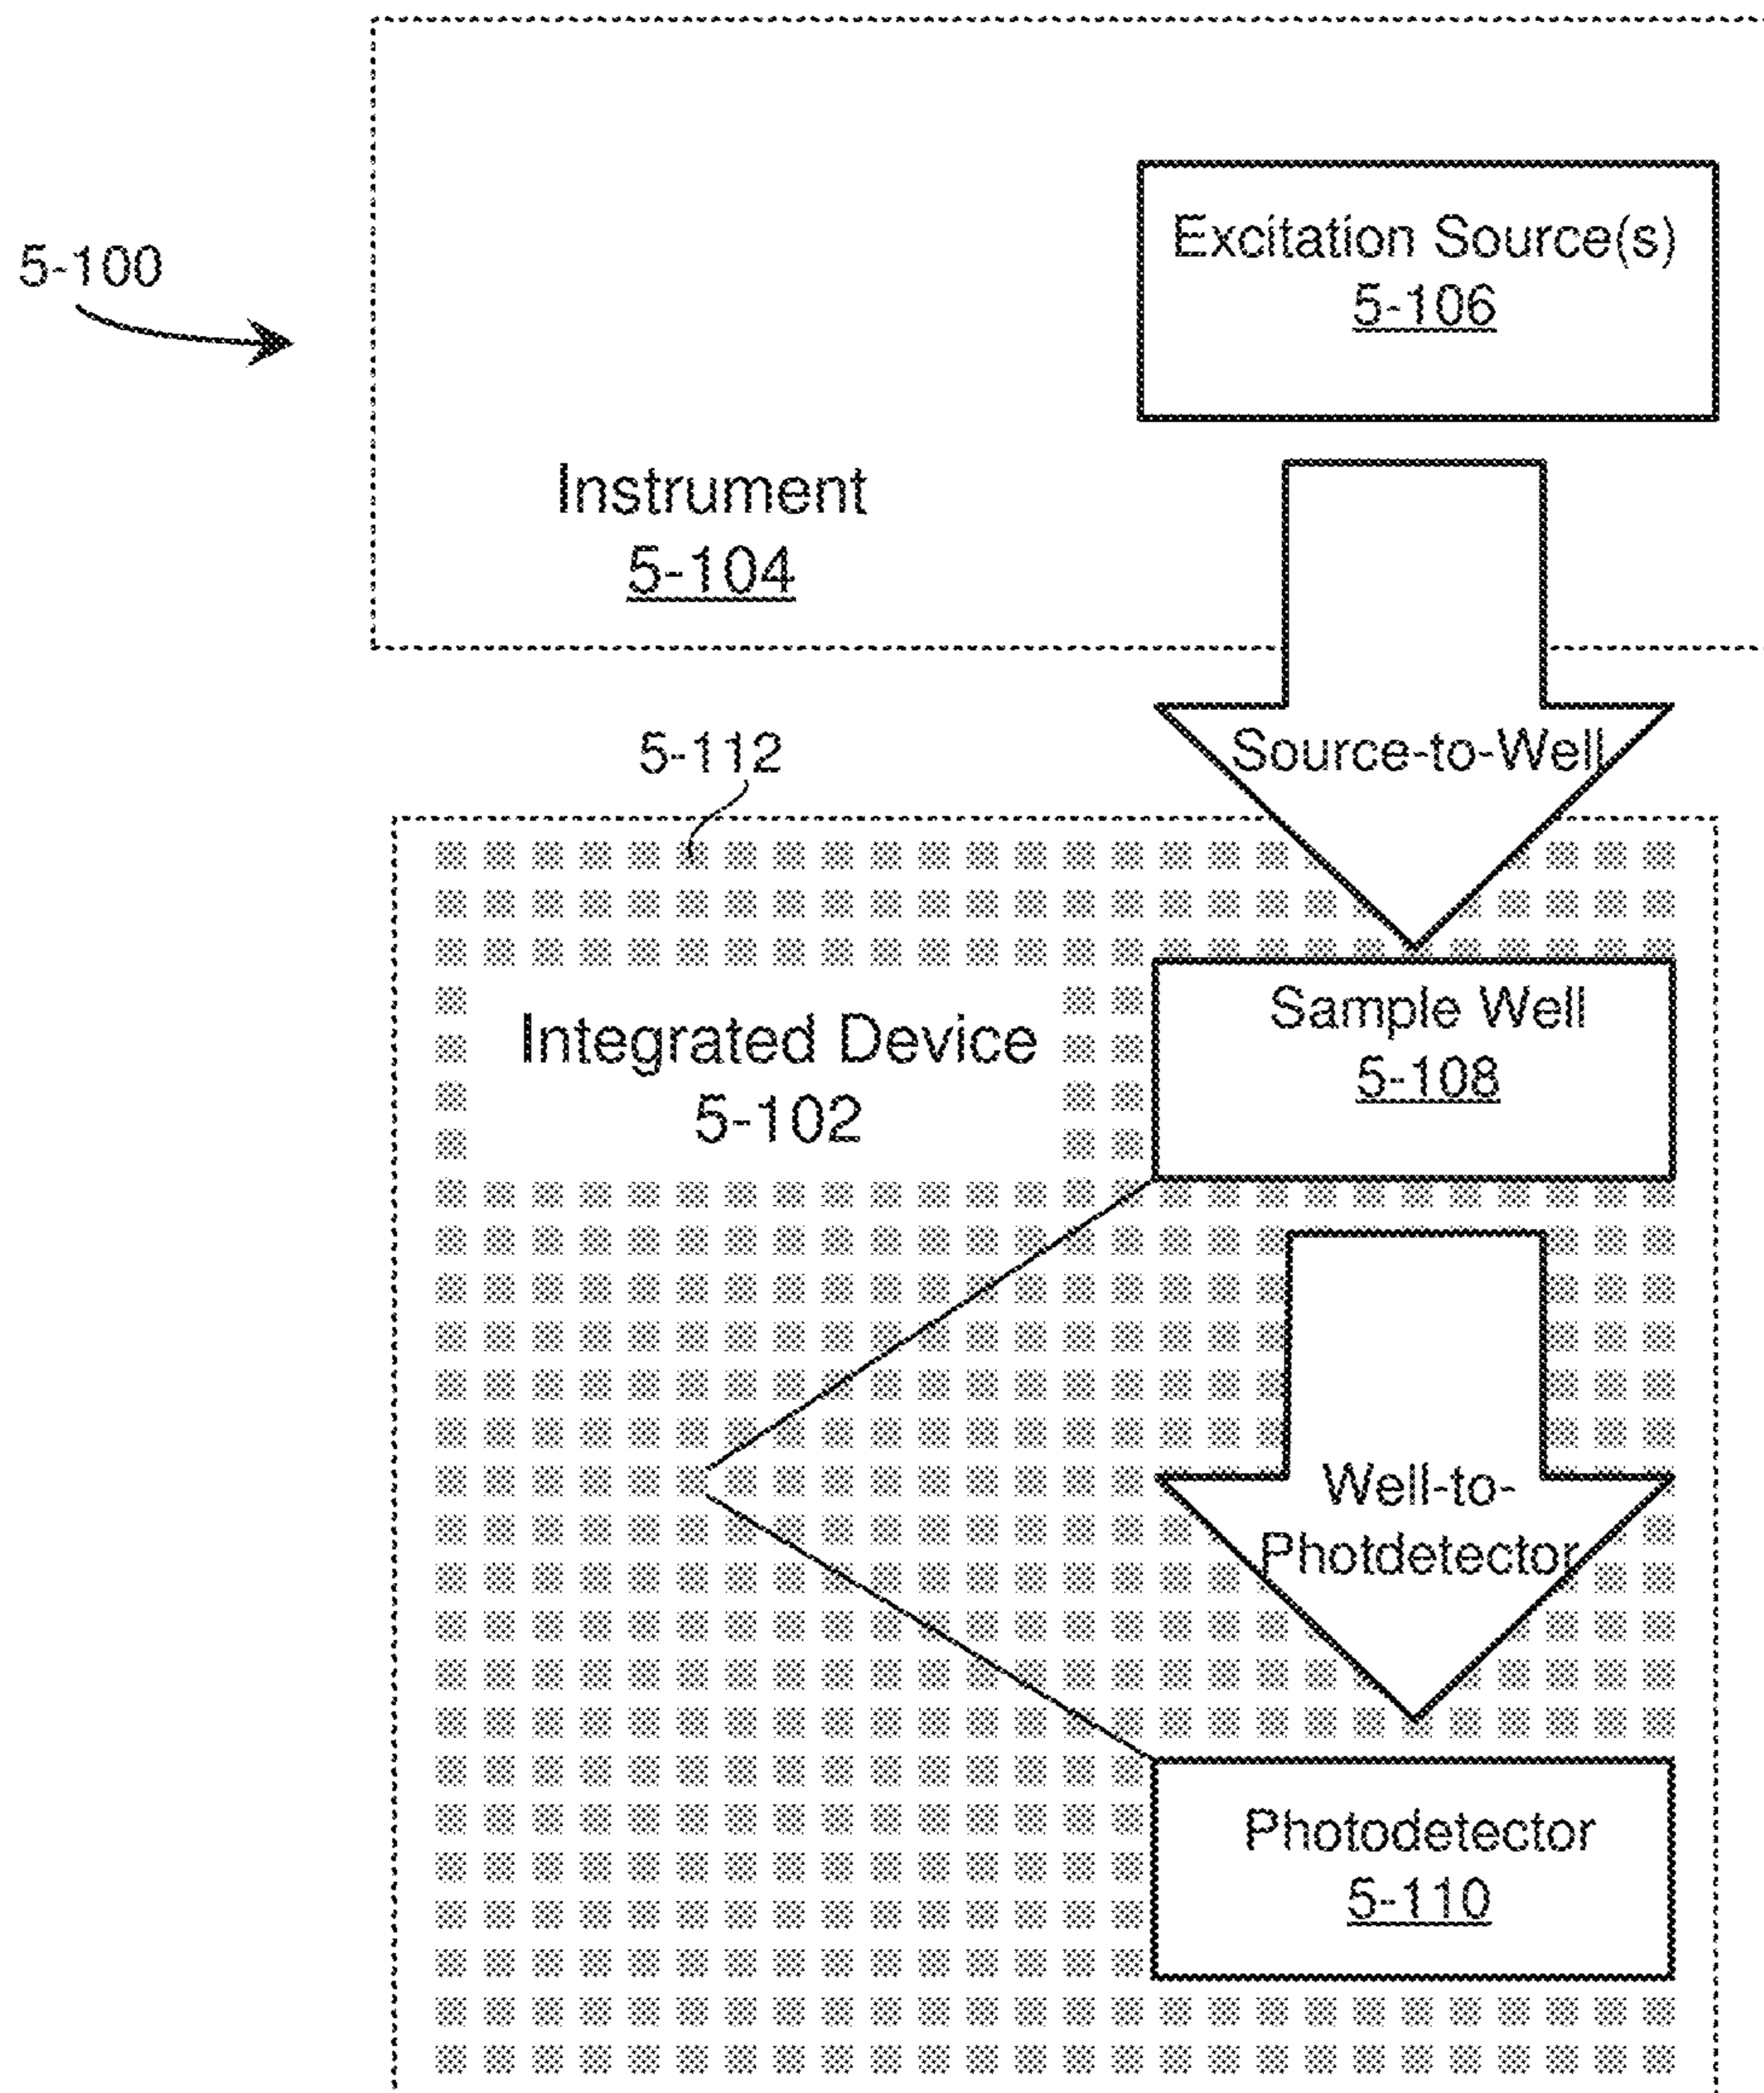 Excitation Source(s)
5-106
5-100
Instrument
5-104
5-112
Source-to-Well
Sample Well
5-108
Integrated Device
5-102
Well-to-
Photdetector
Photodetector
5-110